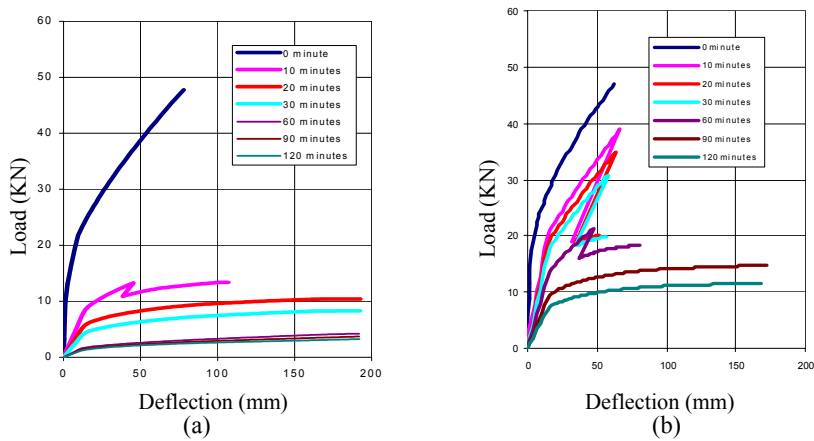 60
50
40
30
20
10
0
Load (KN)
0 minute
10 minutes
20 minutes
30 minutes
60 minutes
90 minutes
120 minutes
0 50 100 150 200
Deflection (mm)
(a)
60
50
40
30
20
10
0
Load (KN)
0 minute
10 minutes
20 minutes
30 minutes
60 minutes
90 minutes
120 minutes
0 50 100 150 200
Deflection (mm)
(b)